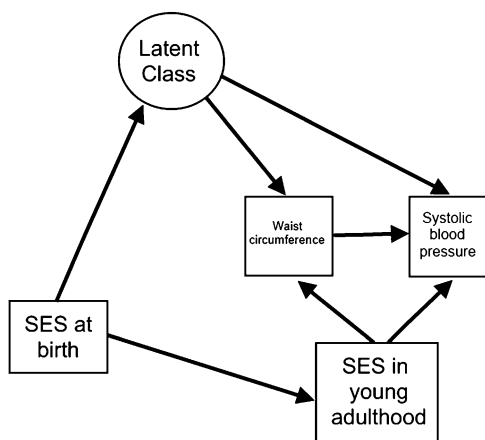 Latent
Class
Waist
circumference
Systolic
blood
pressure
SES at
birth
SES in
young
adulthood